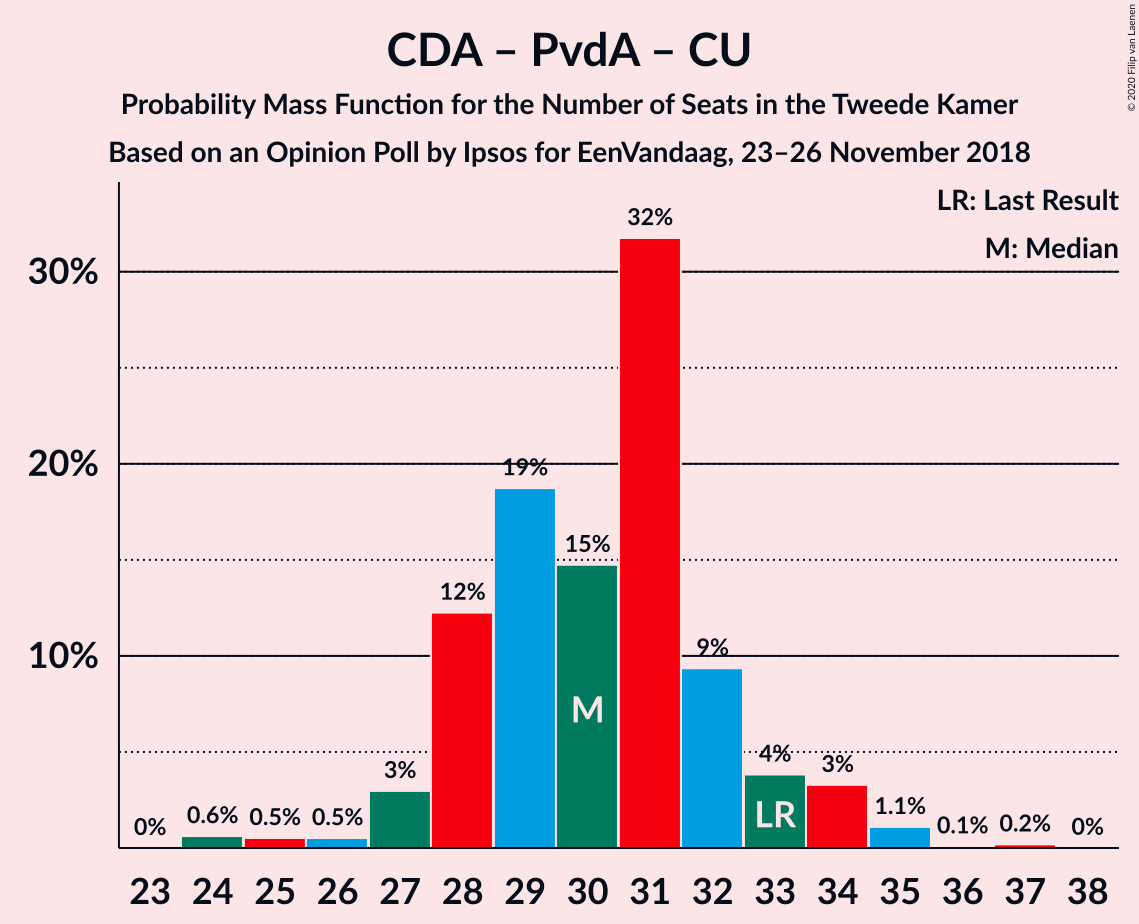 CDA – PvdA – CU
Probability Mass Function for the Number of Seats in the Tweede Kamer
Based on an Opinion Poll by Ipsos for EenVandaag, 23–26 November 2018
© 2020 Filip van Laenen
LR: Last Result
M: Median
30%
20%
10%
0%
0.6%
0.5%
0.5%
3%
12%
19%
15%
32%
9%
4%
3%
1.1%
0.1%
0.2%
0%
M
LR
23 24 25 26 27 28 29 30 31 32 33 34 35 36 37 38